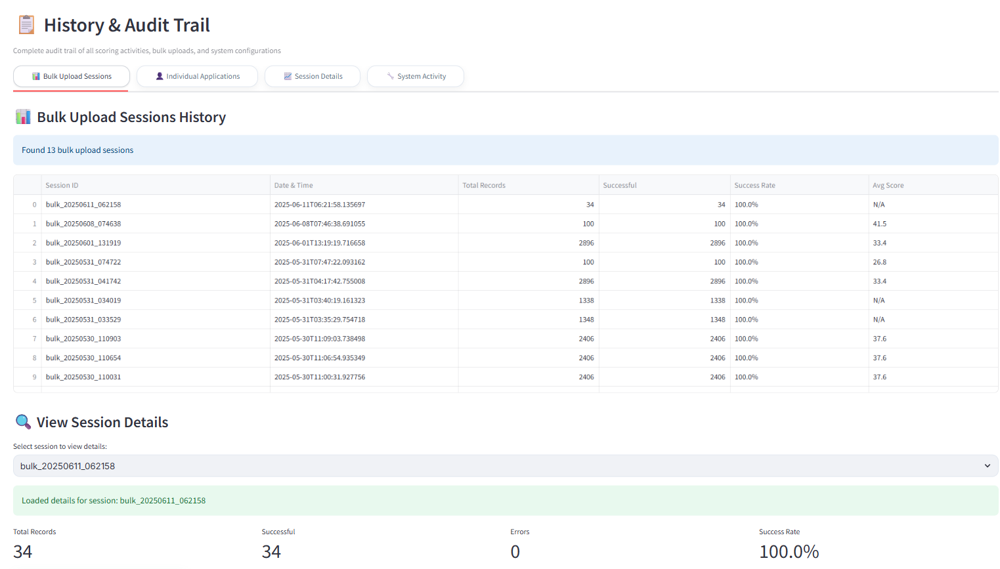 History & Audit Trail
Complete audit trail of all scoring activities, bulk uploads, and system configurations
Bulk Upload Sessions Individual Applications Session Details System Activity
Bulk Upload Sessions History
Found 13 bulk upload sessions
Session ID Date & Time Total Records Successful Success Rate Avg Score
0 bulk_20250611_062158 2025-06-11T06:21:58.135697 34 34 100.0% N/A
1 bulk_20250608_074638 2025-06-08T07:46:38.691055 100 100 100.0% 41.5
2 bulk_20250601_131919 2025-06-01T13:19:19.716658 2896 2896 100.0% 33.4
3 bulk_20250531_074722 2025-05-31T07:47:22.093162 100 100 100.0% 26.8
4 bulk_20250531_041742 2025-05-31T04:17:42.755008 2896 2896 100.0% 33.4
5 bulk_20250531_034019 2025-05-31T03:40:19.161323 1338 1338 100.0% N/A
6 bulk_20250531_033529 2025-05-31T03:35:29.754718 1348 1348 100.0% N/A
7 bulk_20250530_110903 2025-05-30T11:09:03.738498 2406 2406 100.0% 37.6
8 bulk_20250530_110654 2025-05-30T11:06:54.935349 2406 2406 100.0% 37.6
9 bulk_20250530_110031 2025-05-30T11:00:31.927756 2406 2406 100.0% 37.6
View Session Details
Select session to view details:
bulk_20250611_062158
Loaded details for session: bulk_20250611_062158
Total Records Successful Errors Success Rate
34 34 0 100.0%